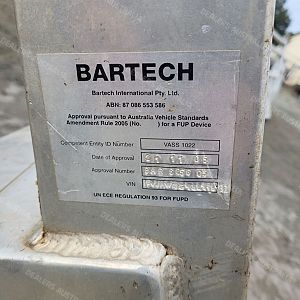 BARTECH
Bartech International Pty. Ltd.
ABN: 87 086 553 586
Approval pursuant to Australia Vehicle Standards
Amendment Rule 2005 (No. ) for a FUP Device
Competent Entity ID Number VASS 1022
Date of Approval
Approval Number
VIN
UN ECE REGULATION 93 FOR FUPD